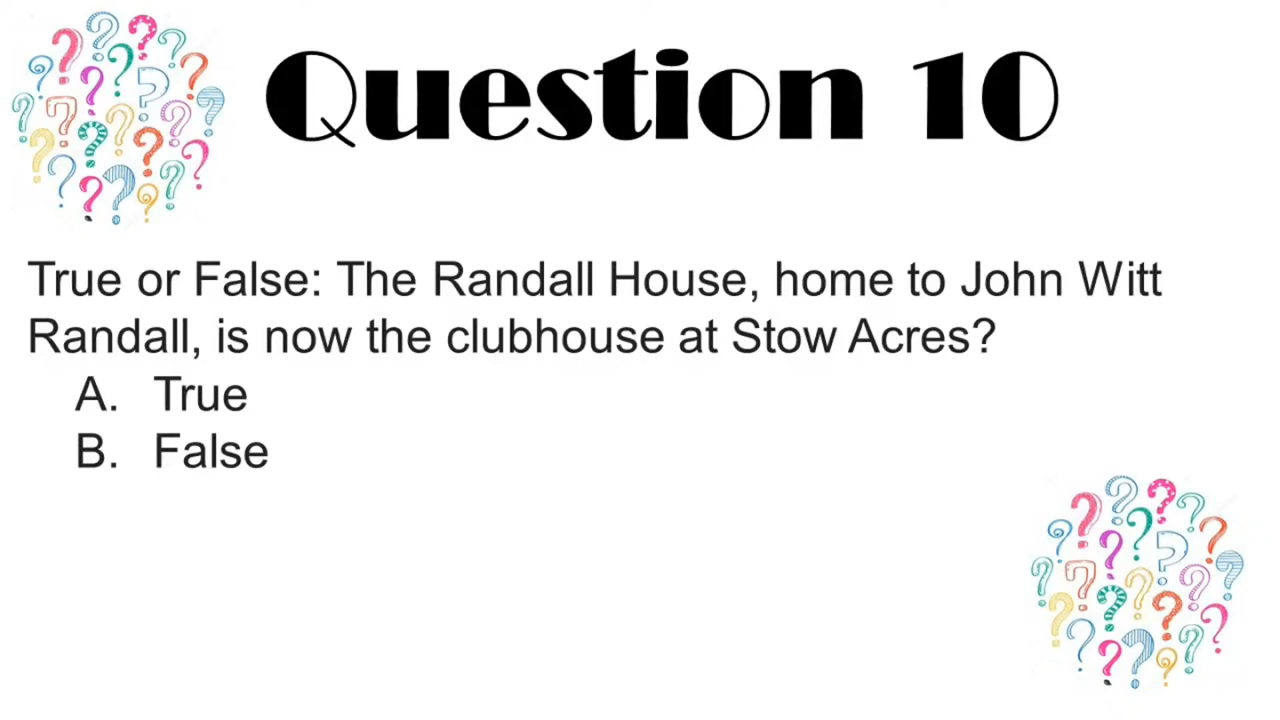 Question 10
True or False: The Randall House, home to John Witt
Randall, is now the clubhouse at Stow Acres?
A. True
B. False